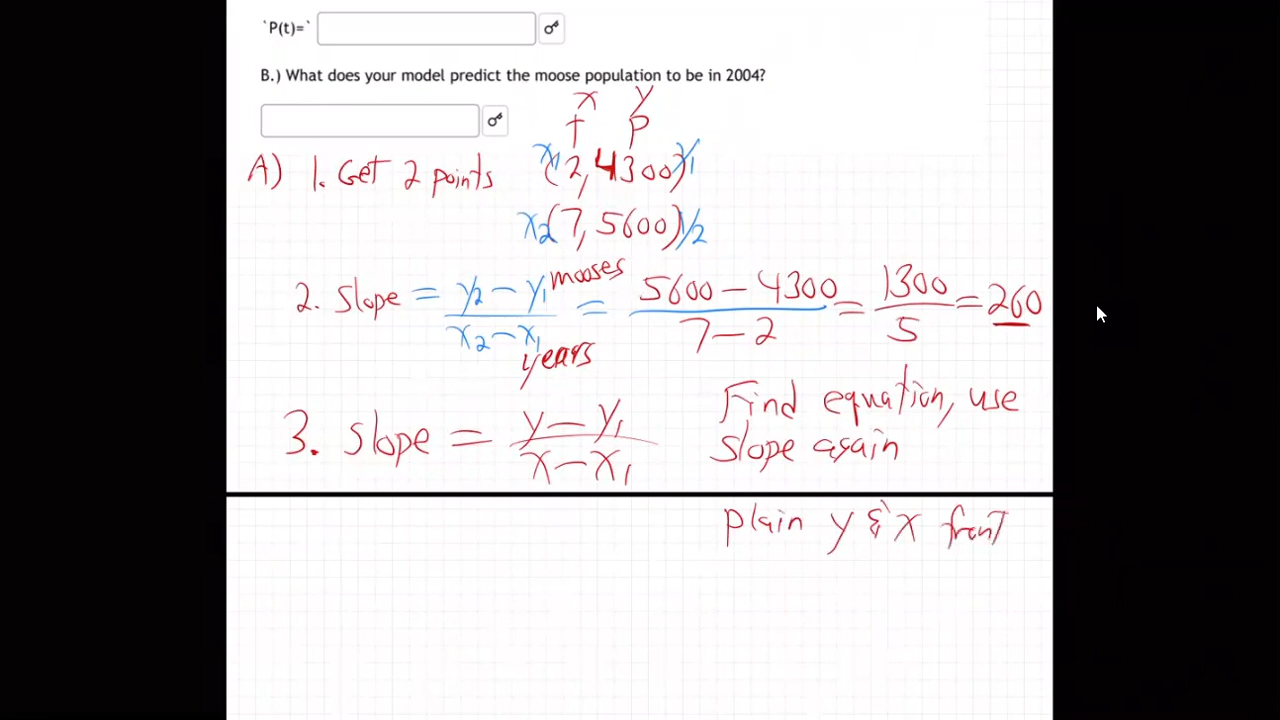 `P(t)=`
B.) What does your model predict the moose population to be in 2004?
x y
t P
A) 1. Get 2 points x1 (2, 4300) y1
x2 (7, 5600) y2
2. Slope = y2 - y1 mooses / x2 - x1 years = 5600 - 4300 / 7 - 2 = 1300 / 5 = 260
3. Slope = y - y1 / x - x1
Find equation, use
slope again
plain y & x front